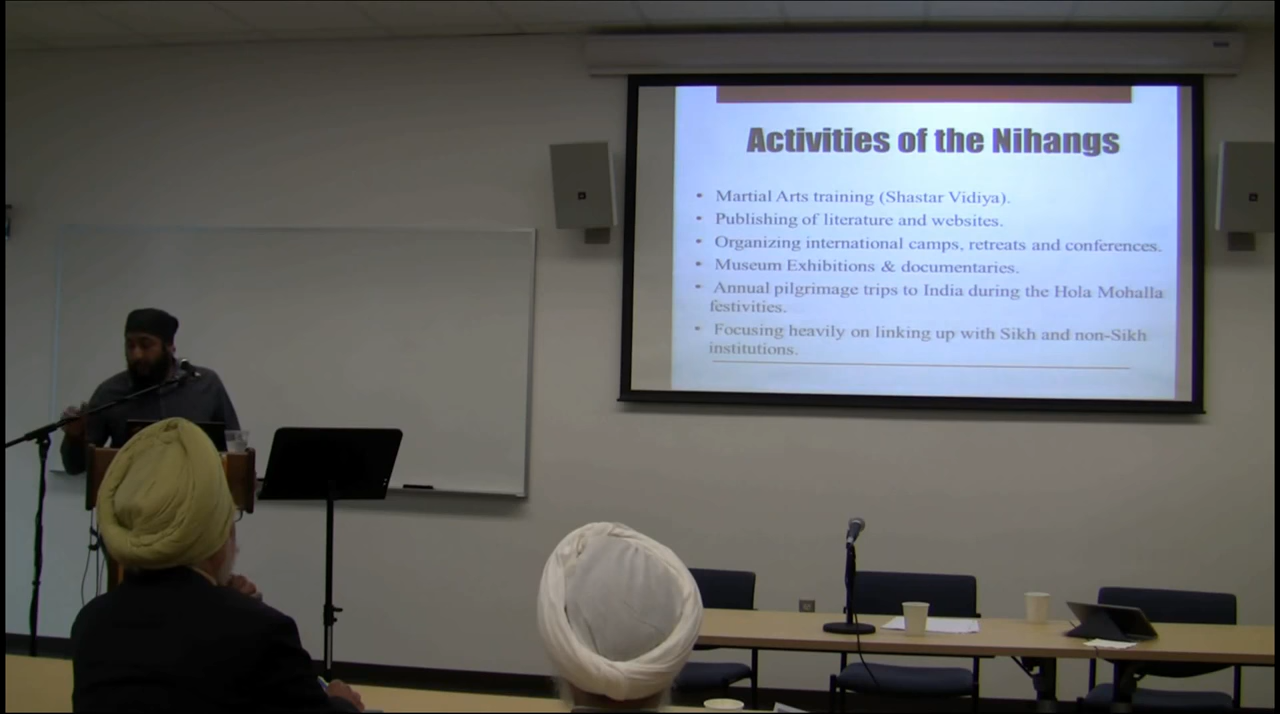 Activities of the Nihangs
• Martial Arts training (Shastar Vidiya).
• Publishing of literature and websites.
• Organizing international camps, retreats and conferences.
• Museum Exhibitions & documentaries.
• Annual pilgrimage trips to India during the Hola Mohalla
festivities.
• Focusing heavily on linking up with Sikh and non-Sikh
institutions.